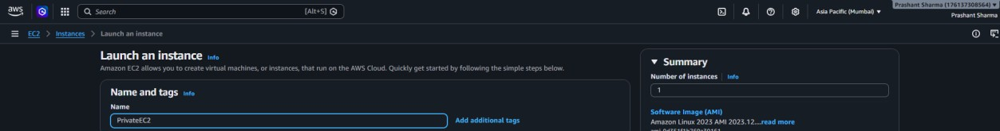 aws
Search
[Alt+S]
Asia Pacific (Mumbai) ▼
Prashant Sharma (176137308564) ▼
Prashant Sharma
EC2 > Instances > Launch an instance
Launch an instance Info
Amazon EC2 allows you to create virtual machines, or instances, that run on the AWS Cloud. Quickly get started by following the simple steps below.
Name and tags Info
Name
PrivateEC2
Add additional tags
▼ Summary
Number of instances Info
1
Software Image (AMI)
Amazon Linux 2023 AMI 2023.12....read more